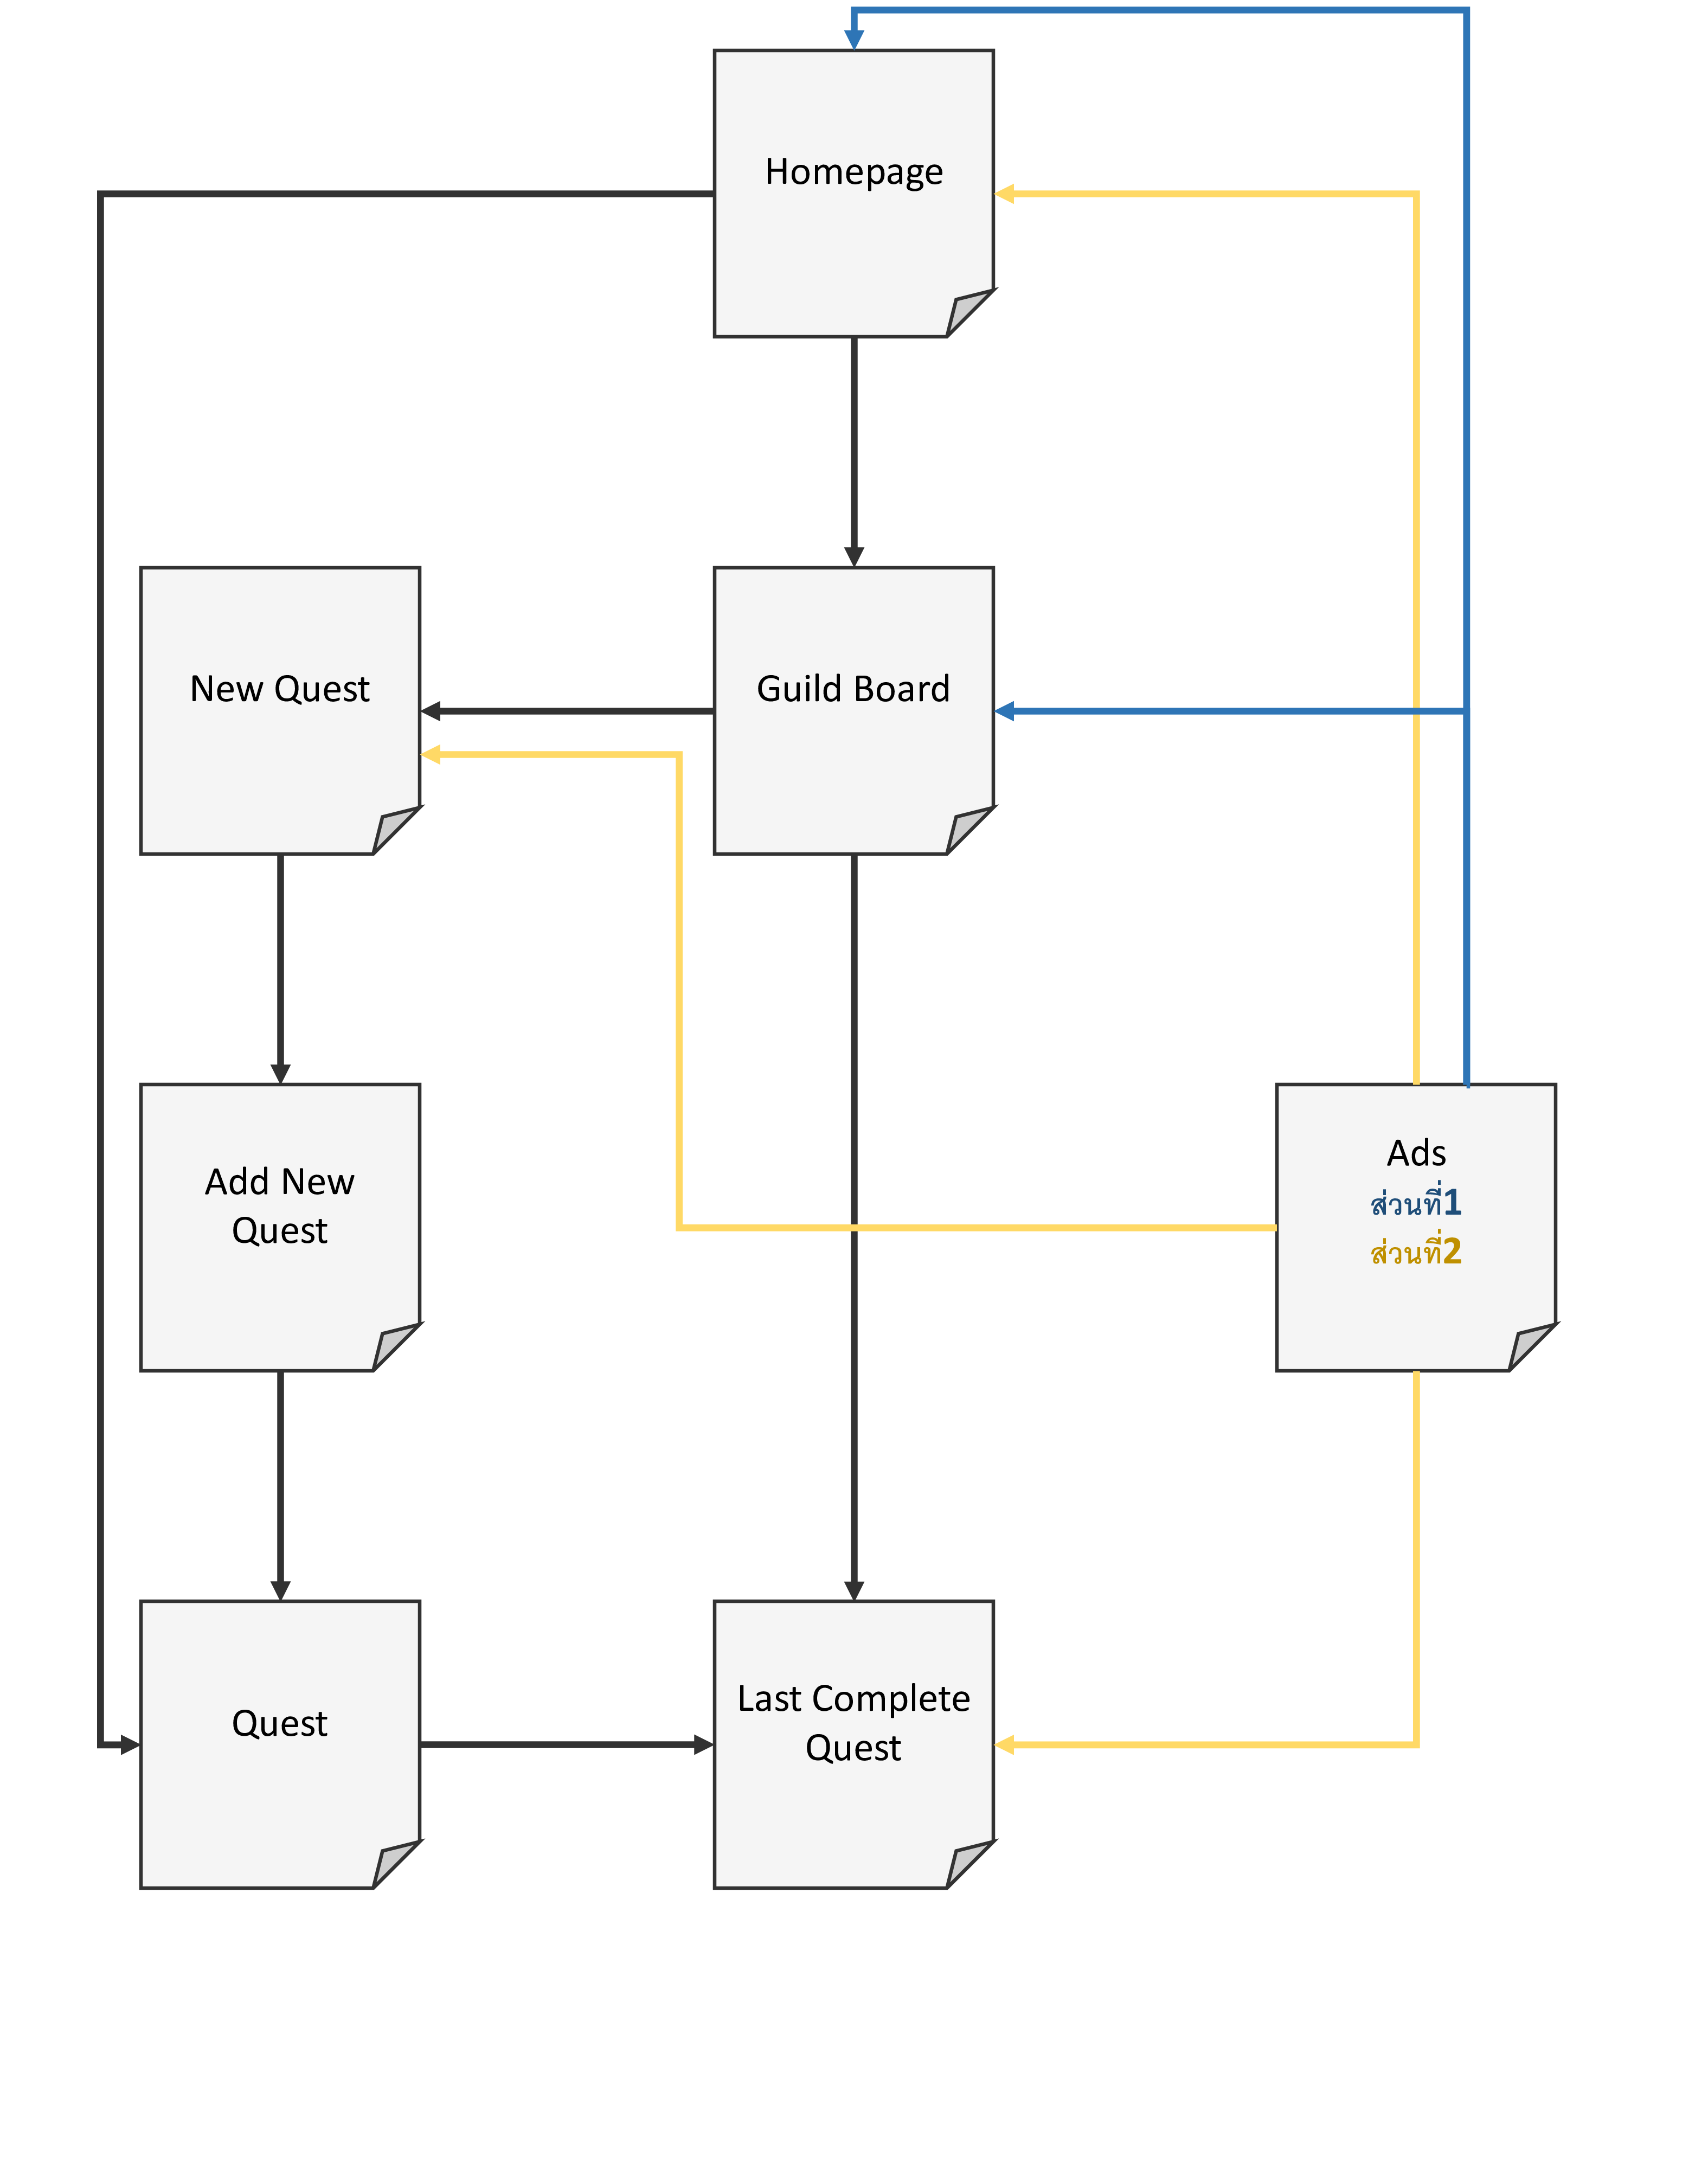 Homepage
New Quest
Guild Board
Add New
Quest
Ads
ส่วนที่1
ส่วนที่2
Quest
Last Complete
Quest